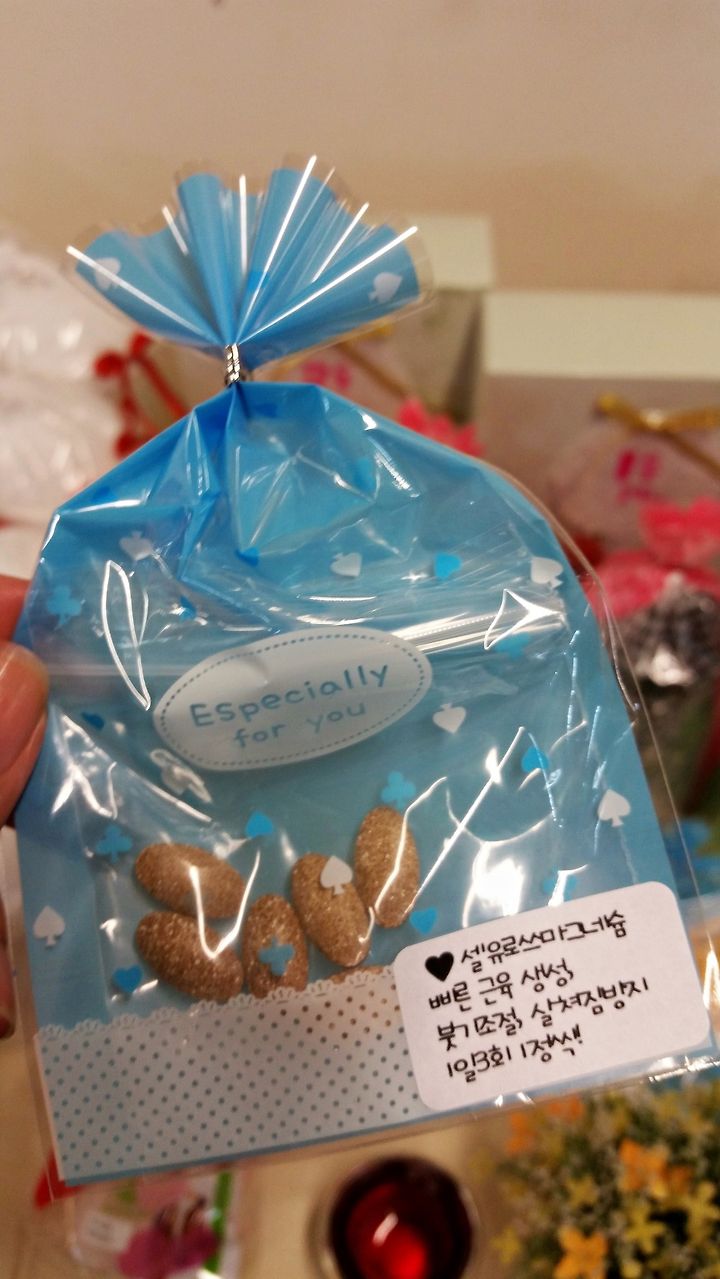 Especially
for you
♥셀유로쓰마그네슘
빠른 근육 생성
붓기조절, 살쳐짐방지
1일3회 1정씩!